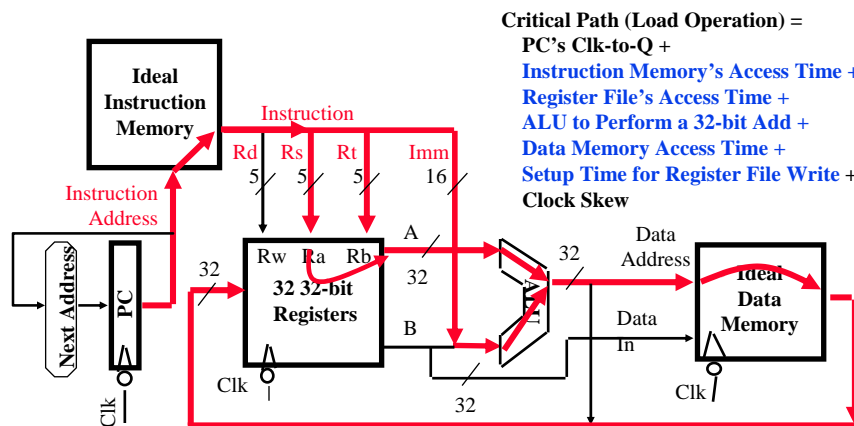 Critical Path (Load Operation) =
PC's Clk-to-Q +
Instruction Memory's Access Time +
Register File's Access Time +
ALU to Perform a 32-bit Add +
Data Memory Access Time +
Setup Time for Register File Write +
Clock Skew
Ideal
Instruction
Memory
Instruction
Rd
Rs
Rt
Imm
5
5
5
16
Instruction
Address
Rw
Ra
Rb
32 32-bit
Registers
A
32
B
32
32
Next Address
PC
Clk
Clk
ALU
32
Data
Address
Data
In
Ideal
Data
Memory
Clk